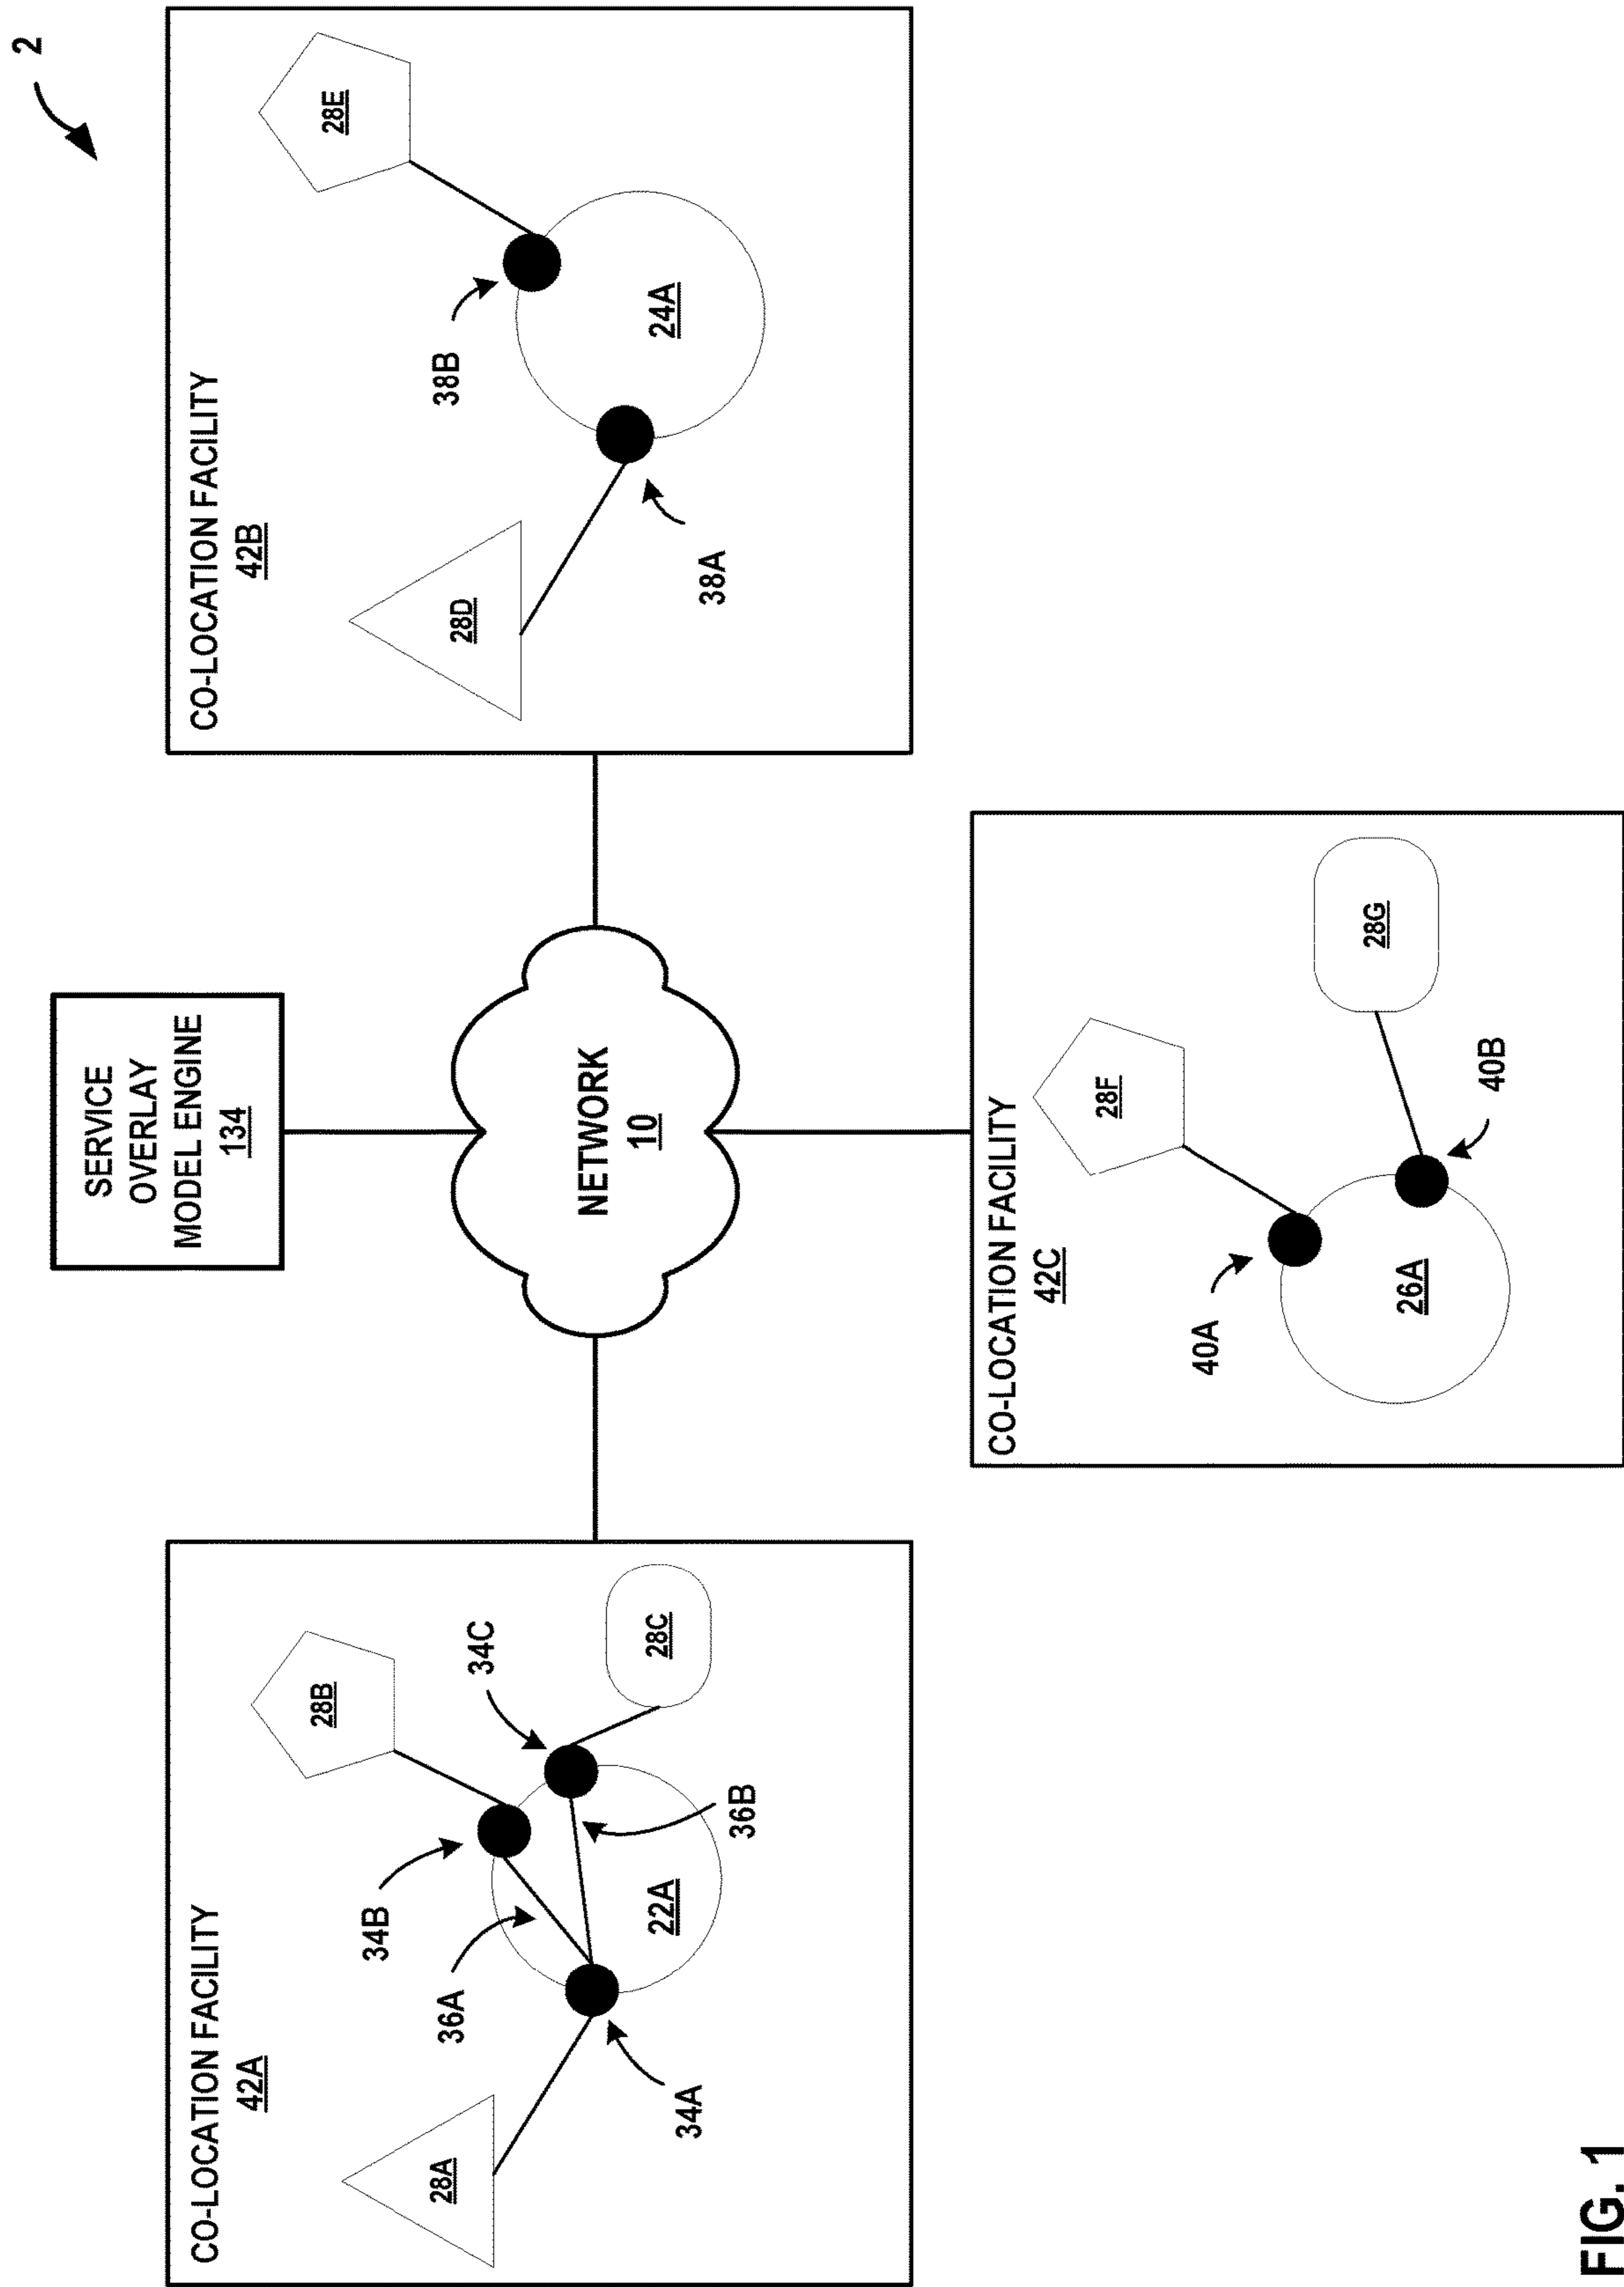 2
SERVICE
OVERLAY
MODEL ENGINE
134
CO-LOCATION FACILITY
42A
28A
28B
34B
34C
36A
28C
22A
34A
36B
NETWORK
10
CO-LOCATION FACILITY
42B
28E
38B
28D
24A
38A
CO-LOCATION FACILITY
42C
28F
40A
28G
26A
40B
FIG. 1